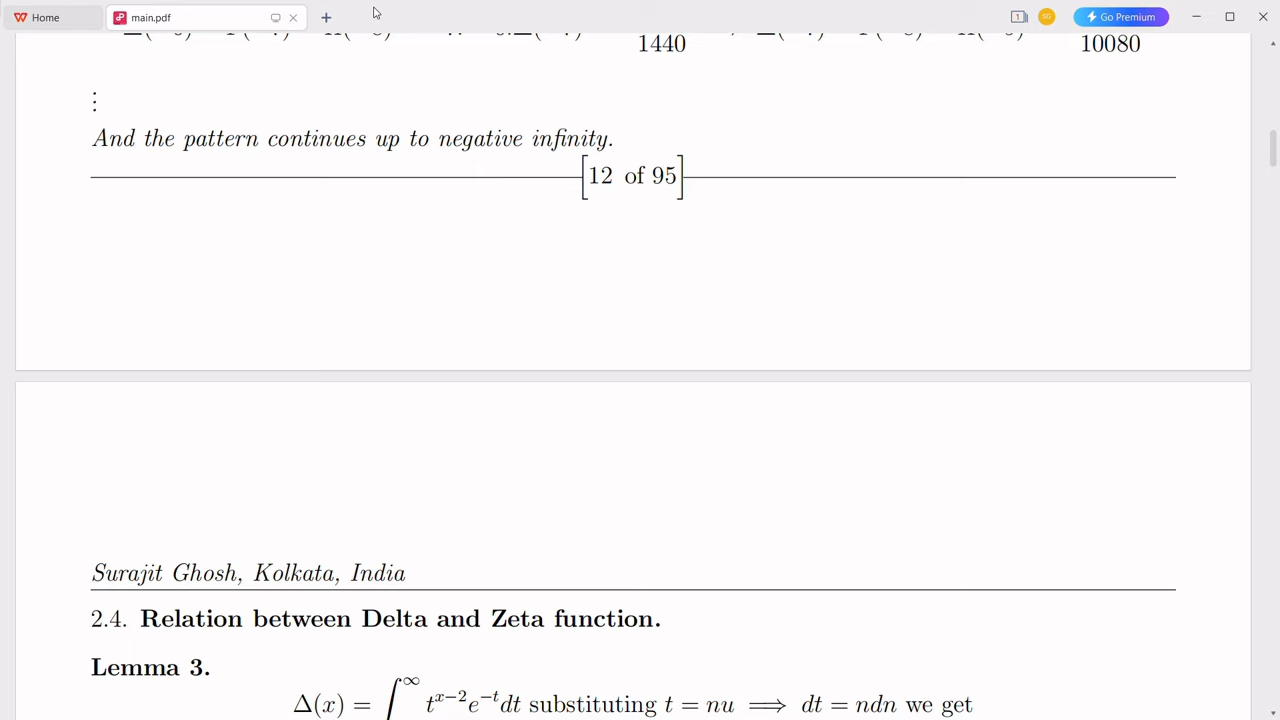 Home
main.pdf
1
SG
Go Premium
1440
10080
⋮
And the pattern continues up to negative infinity.
[12 of 95]
Surajit Ghosh, Kolkata, India
2.4. Relation between Delta and Zeta function.
Lemma 3.
Δ(x) = ∫^∞ t^{x−2}e^{−t}dt substituting t = nu ⟹ dt = ndn we get